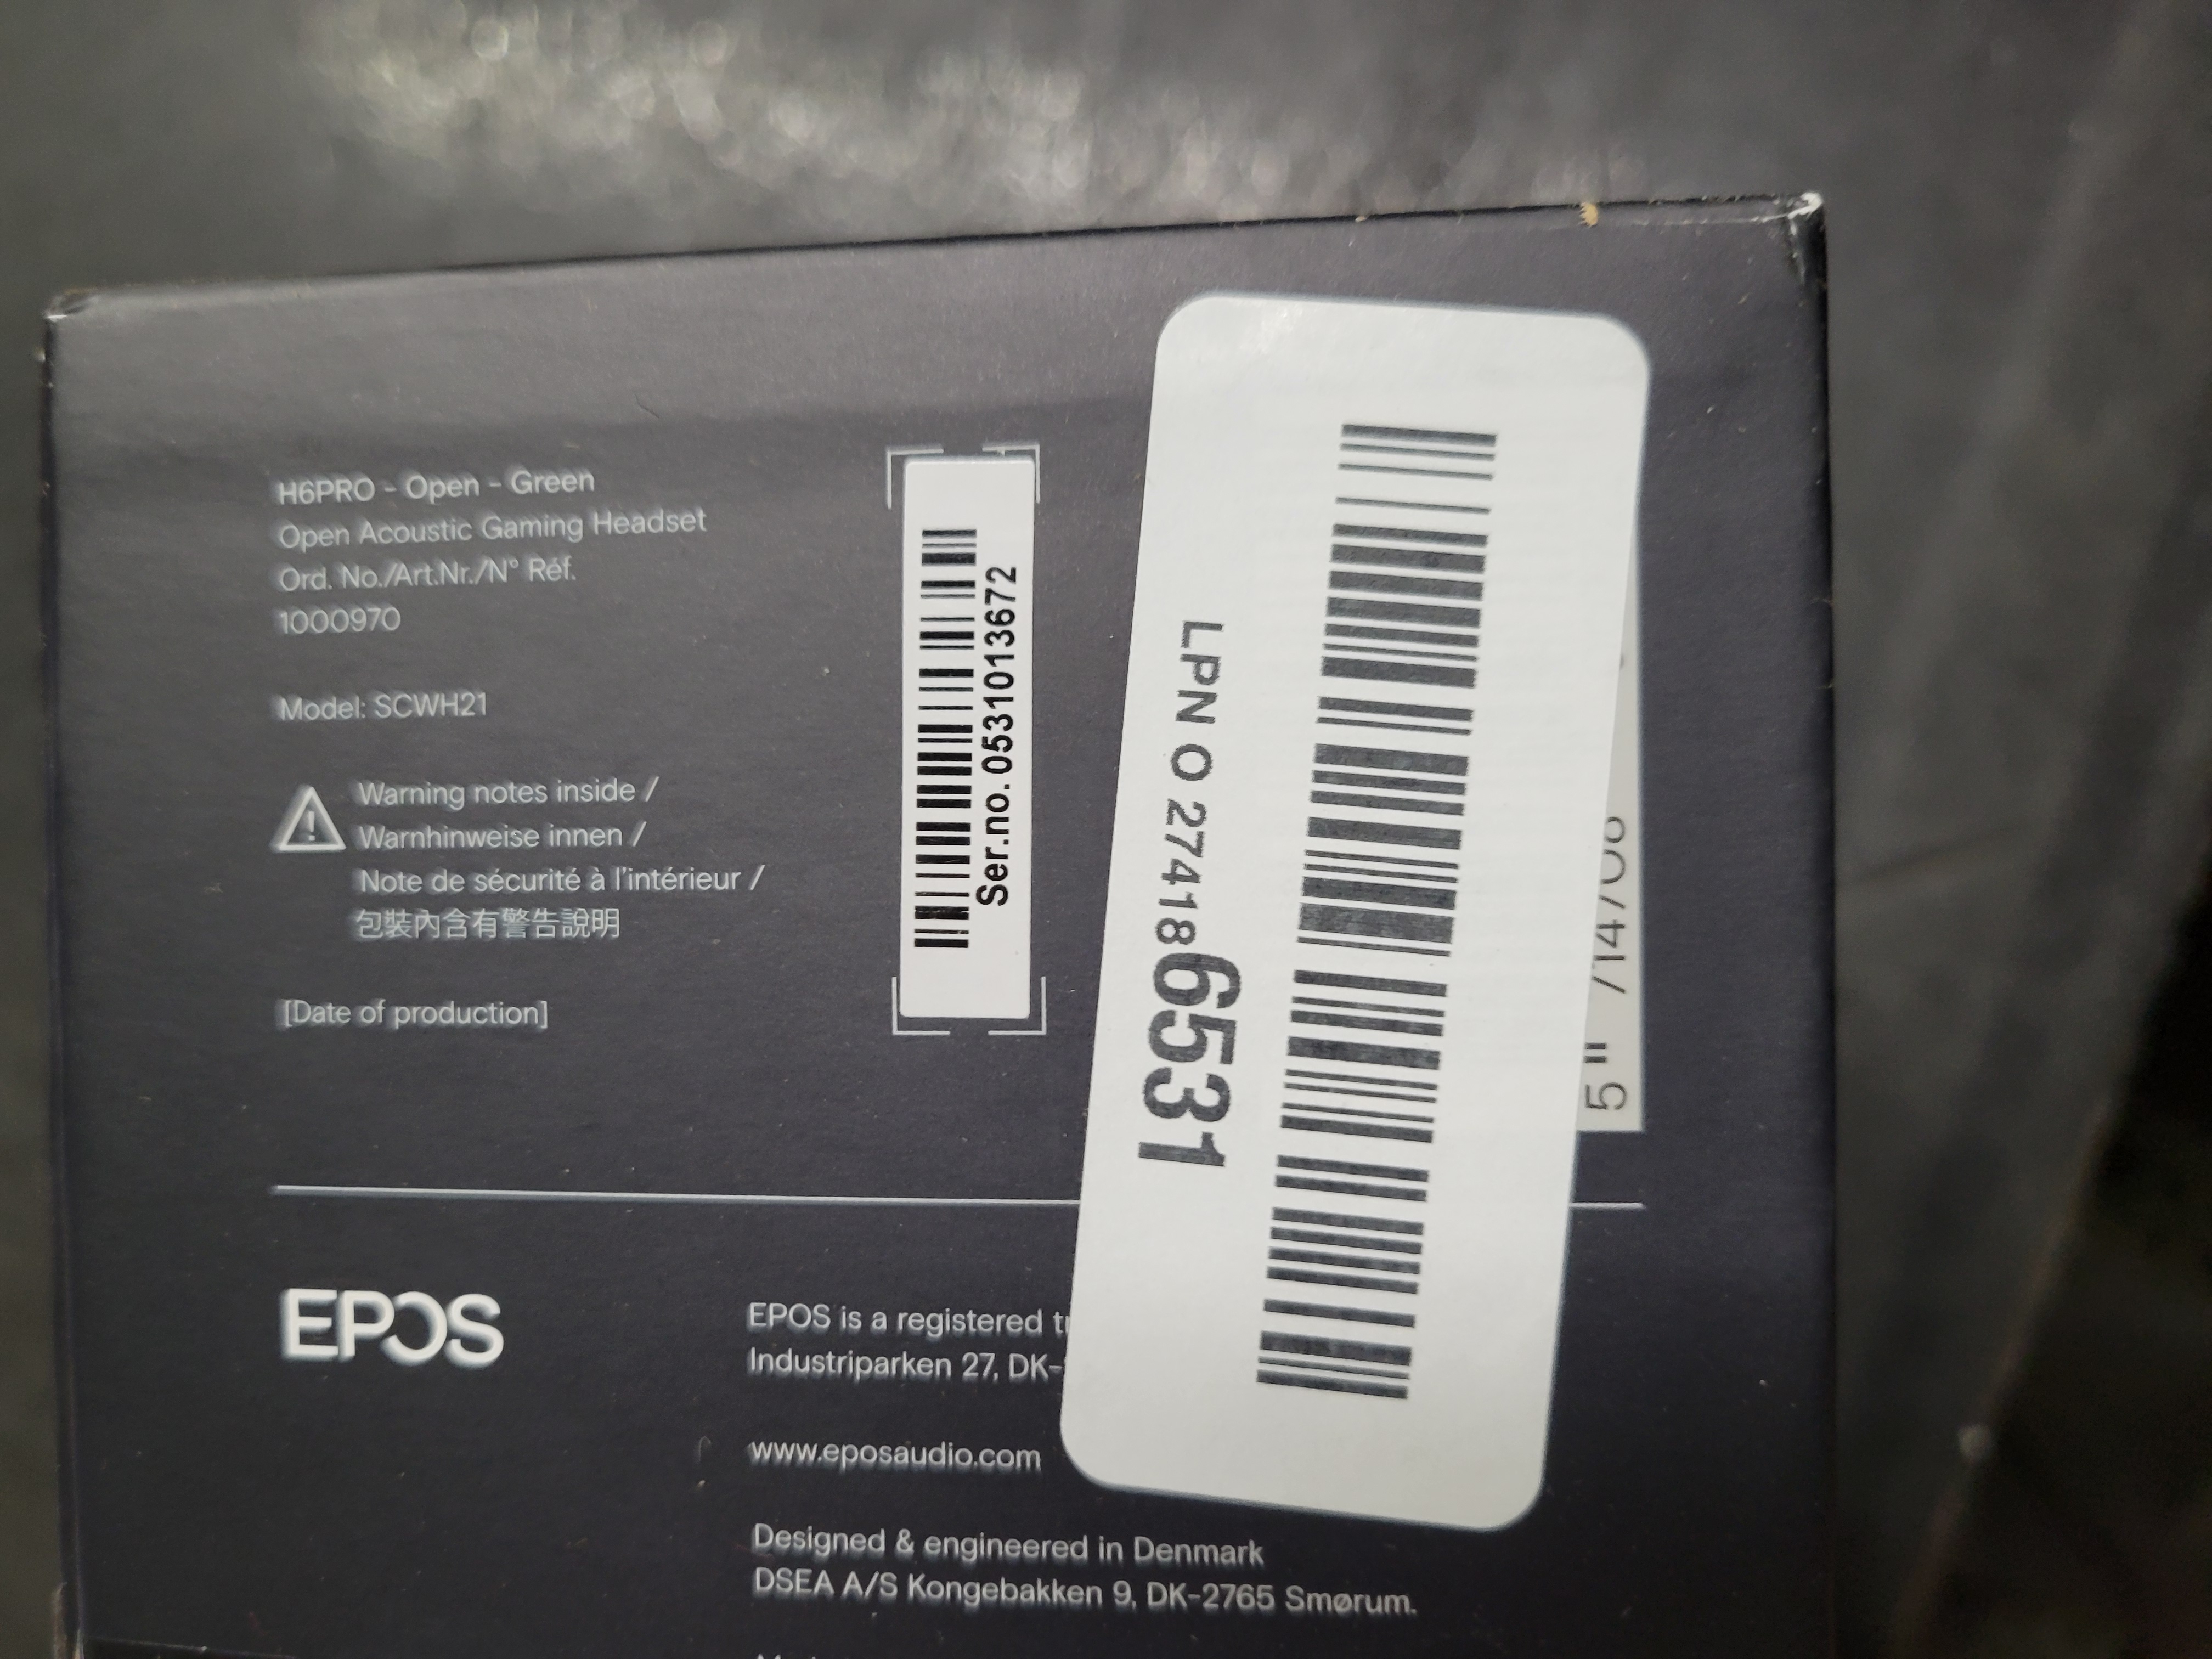 H6PRO - Open - Green
Open Acoustic Gaming Headset
Ord. No./Art.Nr./N° Réf.
1000970
Model: SCWH21
Warning notes inside /
Warnhinweise innen /
Note de sécurité à l'intérieur /
包裝內含有警告說明
[Date of production]
Ser.no. 0531013672
LPN O 274186531
5
EPOS
EPOS is a registered
Industriparken 27, DK-
www.eposaudio.com
Designed & engineered in Denmark
DSEA A/S Kongebakken 9, DK-2765 Smørum.